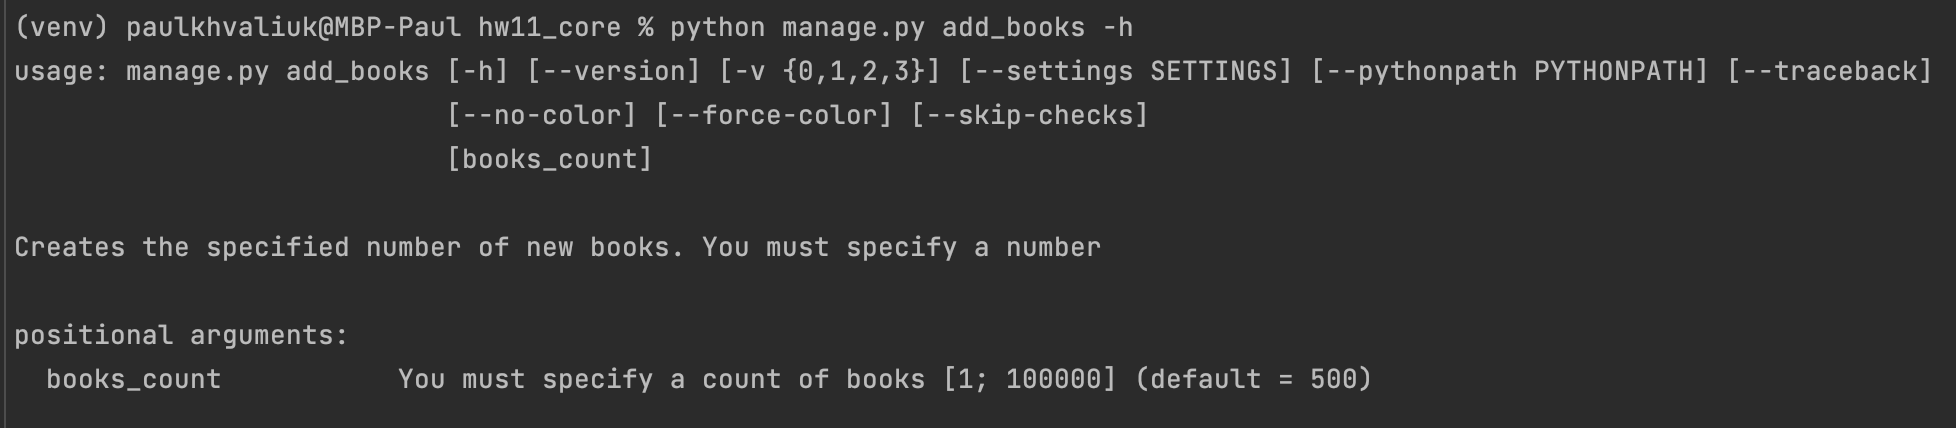 (venv) paulkhvaliuk@MBP-Paul hw11_core % python manage.py add_books -h
usage: manage.py add_books [-h] [--version] [-v {0,1,2,3}] [--settings SETTINGS] [--pythonpath PYTHONPATH] [--traceback]
                           [--no-color] [--force-color] [--skip-checks]
                           [books_count]
Creates the specified number of new books. You must specify a number
positional arguments:
  books_count           You must specify a count of books [1; 100000] (default = 500)